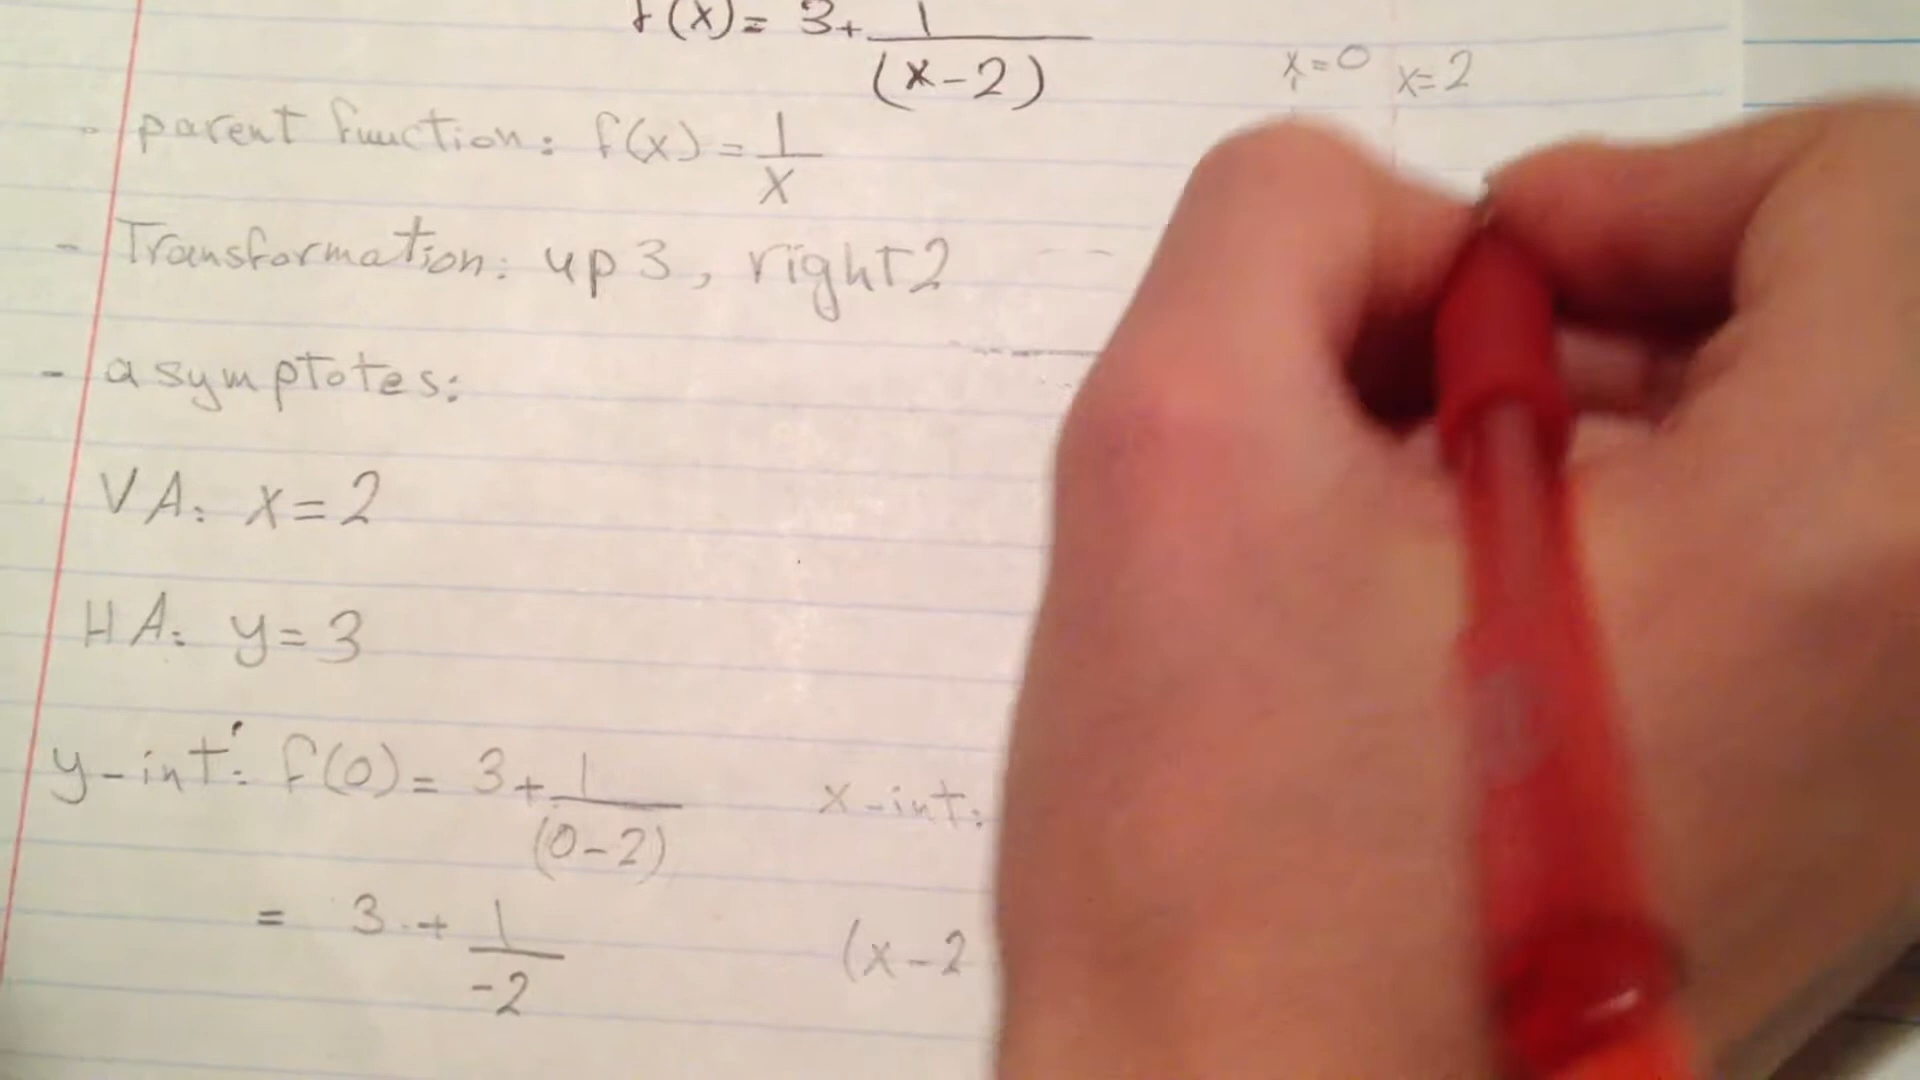 f(x) = 3 + 1/(x-2)
x=0 x=2
- parent function: f(x) = 1/x
- Transformation: up 3, right 2
- asymptotes:
VA: x=2
HA: y=3
y-int: f(0) = 3 + 1/(0-2) x-int:
= 3 + 1/-2 (x-2